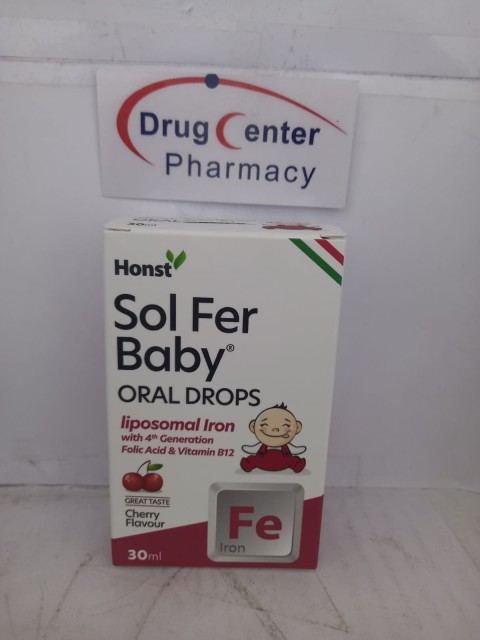 Drug Center
Pharmacy
30ml
Honst
Sol Fer
Baby®
ORAL DROPS
liposomal Iron
with 4th Generation
Folic Acid & Vitamin B12
GREAT TASTE
Cherry
Flavour
Fe
Iron
30ml